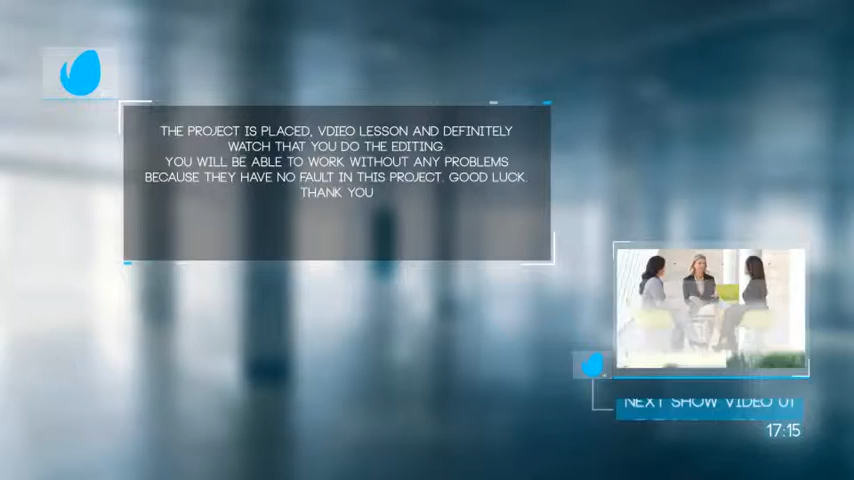 THE PROJECT IS PLACED, VDIEO LESSON AND DEFINITELY
WATCH THAT YOU DO THE EDITING.
YOU WILL BE ABLE TO WORK WITHOUT ANY PROBLEMS
BECAUSE THEY HAVE NO FAULT IN THIS PROJECT. GOOD LUCK.
THANK YOU
NEXT SHOW VIDEO 01
17:15